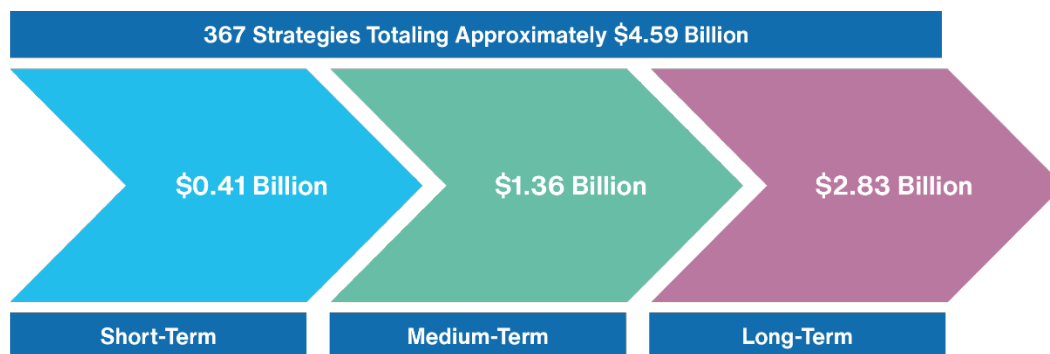 367 Strategies Totaling Approximately $4.59 Billion
$0.41 Billion
$1.36 Billion
$2.83 Billion
Short-Term
Medium-Term
Long-Term